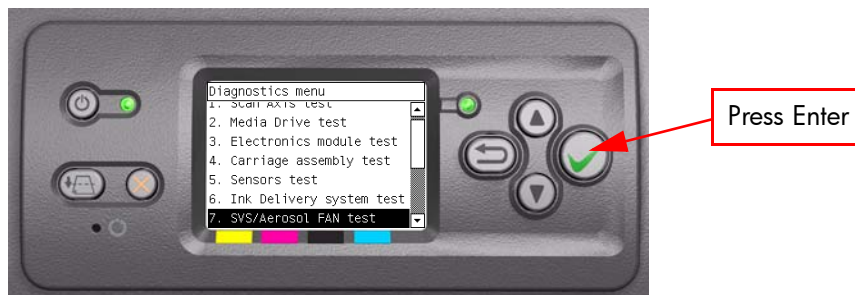 Diagnostics menu
1. Scan Axis test
2. Media Drive test
3. Electronics module test
4. Carriage assembly test
5. Sensors test
6. Ink Delivery system test
7. SVS/Aerosol FAN test
Press Enter